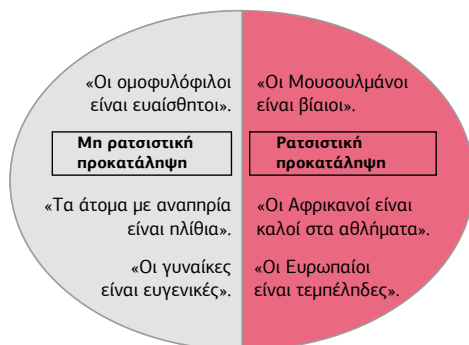 «Οι ομοφυλόφιλοι
είναι ευαίσθητοι».
Μη ρατσιστική
προκατάληψη
«Τα άτομα με αναπηρία
είναι ηλίθια».
«Οι γυναίκες
είναι ευγενικές».
«Οι Μουσουλμάνοι
είναι βίαιοι».
Ρατσιστική
προκατάληψη
«Οι Αφρικανοί είναι
καλοί στα αθλήματα».
«Οι Ευρωπαίοι
είναι τεμπέληδες».